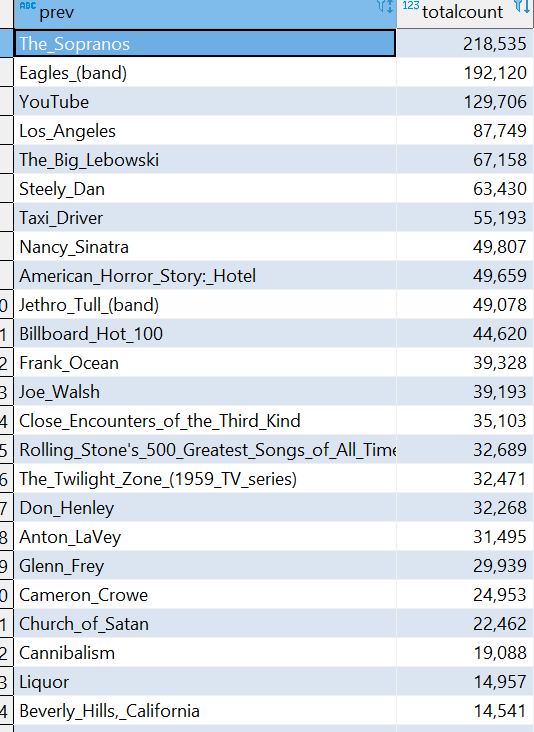 ABC prev 123 totalcount
The_Sopranos 218,535
Eagles_(band) 192,120
YouTube 129,706
Los_Angeles 87,749
The_Big_Lebowski 67,158
Steely_Dan 63,430
Taxi_Driver 55,193
Nancy_Sinatra 49,807
American_Horror_Story:_Hotel 49,659
0 Jethro_Tull_(band) 49,078
1 Billboard_Hot_100 44,620
2 Frank_Ocean 39,328
3 Joe_Walsh 39,193
4 Close_Encounters_of_the_Third_Kind 35,103
5 Rolling_Stone's_500_Greatest_Songs_of_All_Time 32,689
6 The_Twilight_Zone_(1959_TV_series) 32,471
7 Don_Henley 32,268
8 Anton_LaVey 31,495
9 Glenn_Frey 29,939
0 Cameron_Crowe 24,953
1 Church_of_Satan 22,462
2 Cannibalism 19,088
3 Liquor 14,957
4 Beverly_Hills,_California 14,541